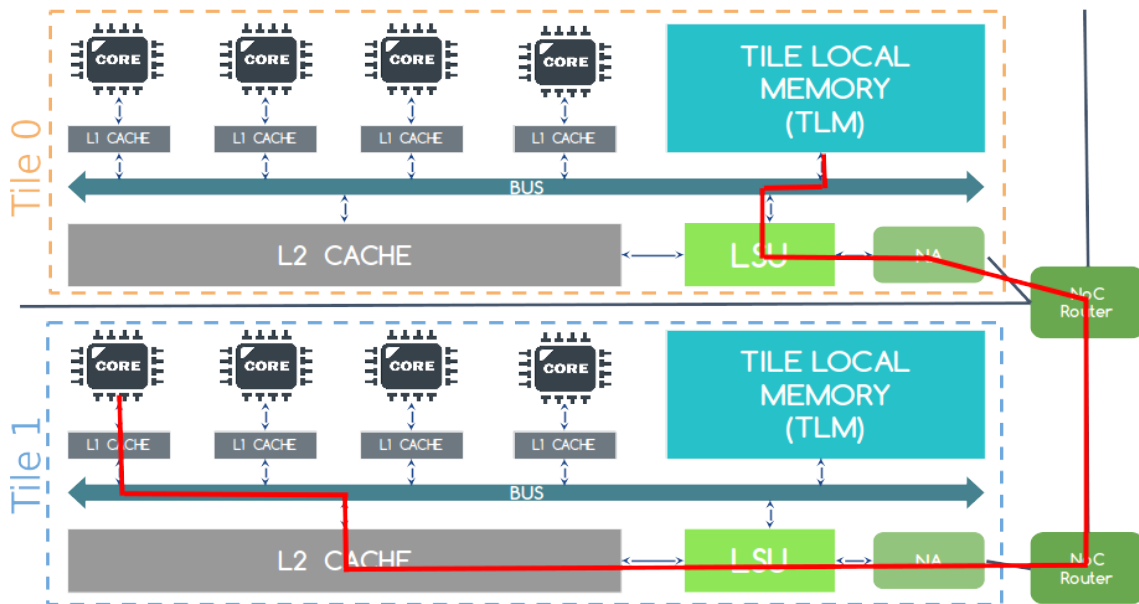 Tile 0
CORE
CORE
CORE
CORE
TILE LOCAL
MEMORY
(TLM)
L1 CACHE
L1 CACHE
L1 CACHE
L1 CACHE
BUS
L2 CACHE
LSU
NA
NoC
Router
Tile 1
CORE
CORE
CORE
CORE
TILE LOCAL
MEMORY
(TLM)
L1 CACHE
L1 CACHE
L1 CACHE
L1 CACHE
BUS
L2 CACHE
LSU
NA
NoC
Router